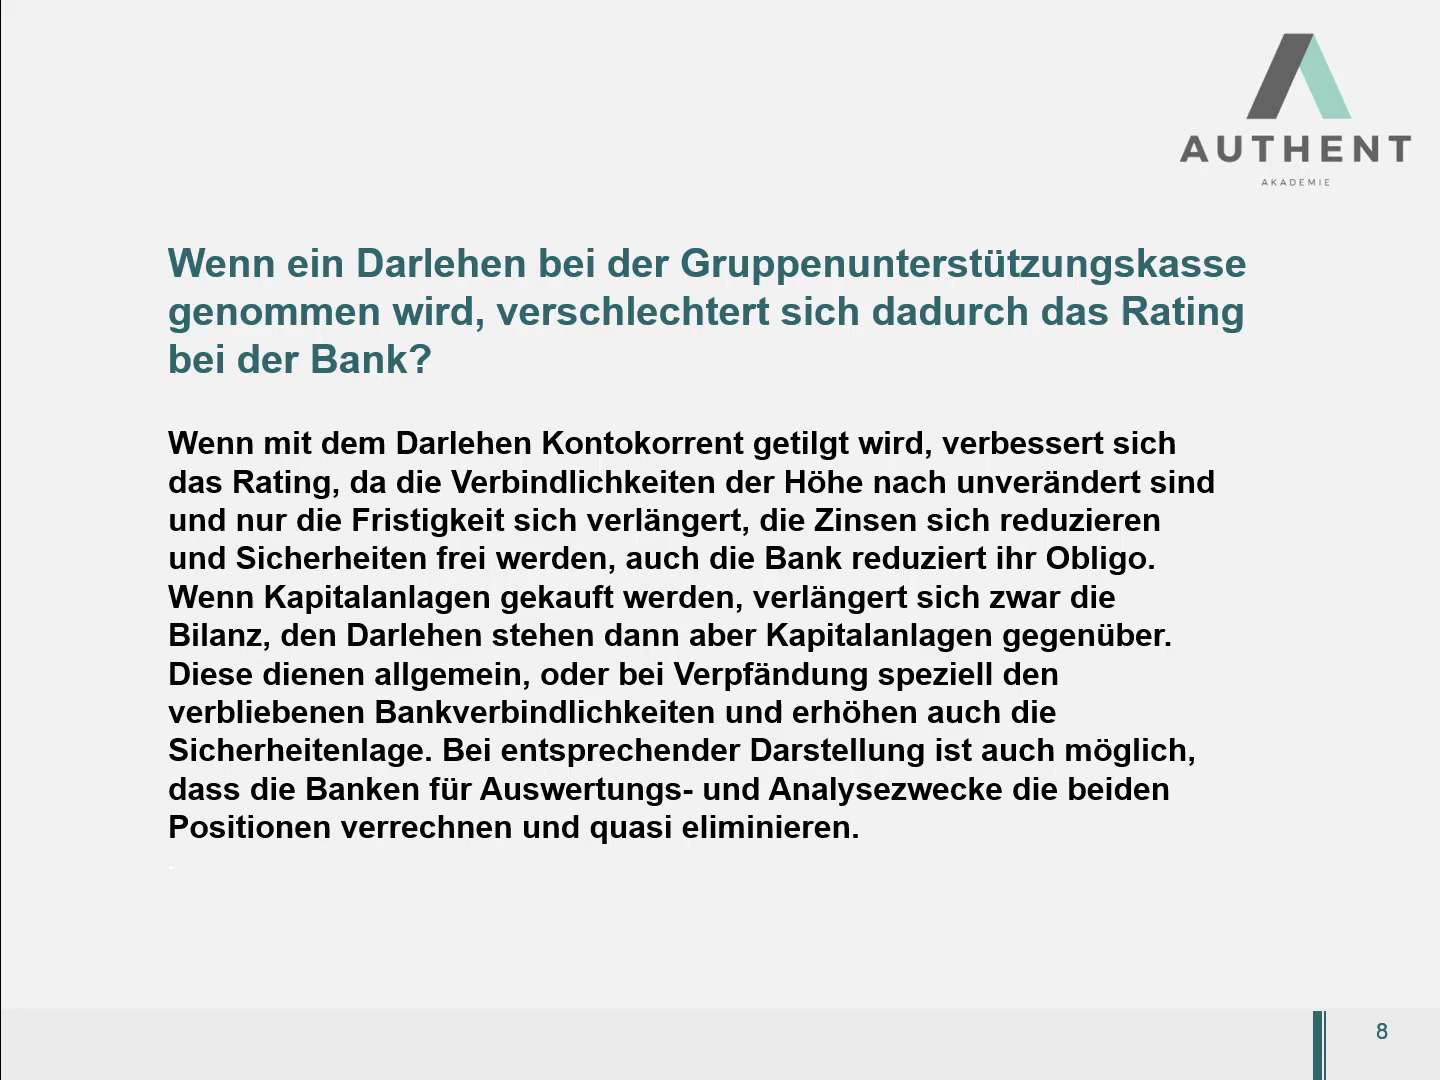 AUTHENT
AKADEMIE
Wenn ein Darlehen bei der Gruppenunterstützungskasse
genommen wird, verschlechtert sich dadurch das Rating
bei der Bank?
Wenn mit dem Darlehen Kontokorrent getilgt wird, verbessert sich
das Rating, da die Verbindlichkeiten der Höhe nach unverändert sind
und nur die Fristigkeit sich verlängert, die Zinsen sich reduzieren
und Sicherheiten frei werden, auch die Bank reduziert ihr Obligo.
Wenn Kapitalanlagen gekauft werden, verlängert sich zwar die
Bilanz, den Darlehen stehen dann aber Kapitalanlagen gegenüber.
Diese dienen allgemein, oder bei Verpfändung speziell den
verbliebenen Bankverbindlichkeiten und erhöhen auch die
Sicherheitenlage. Bei entsprechender Darstellung ist auch möglich,
dass die Banken für Auswertungs- und Analysezwecke die beiden
Positionen verrechnen und quasi eliminieren.
8